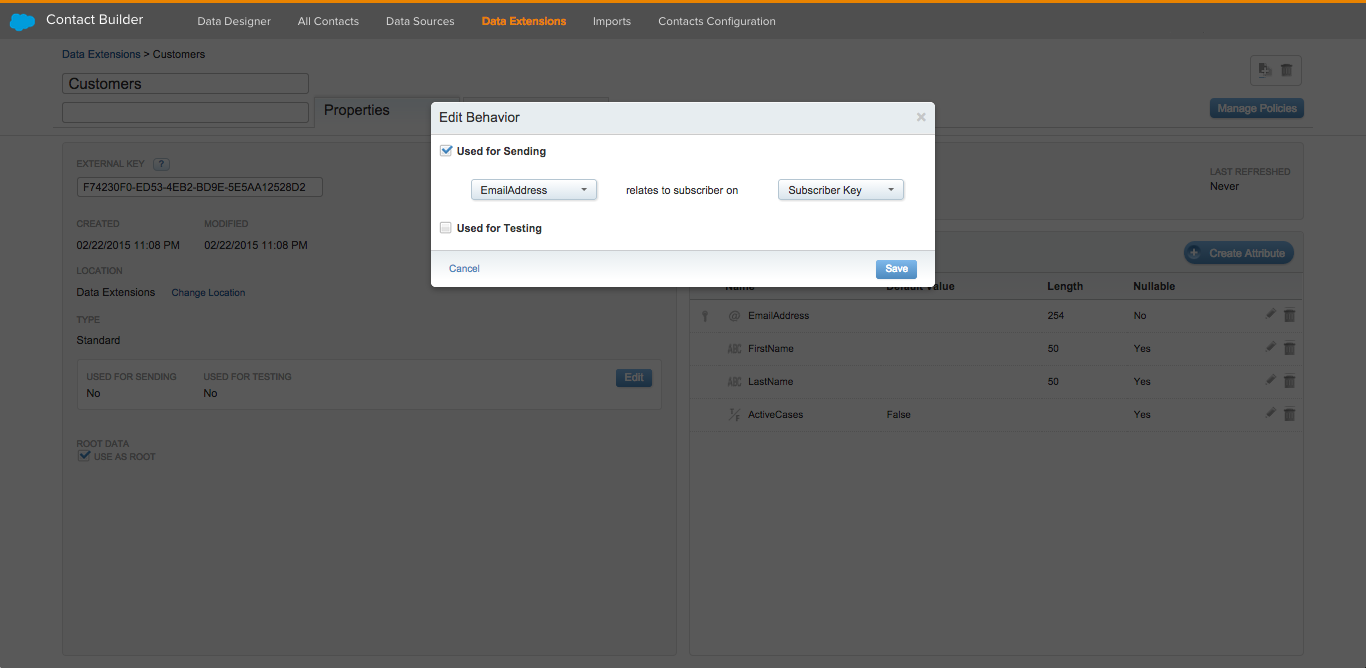 Contact Builder Data Designer All Contacts Data Sources Data Extensions Imports Contacts Configuration
Data Extensions > Customers
Customers
Properties
Manage Policies
Edit Behavior
Used for Sending
EmailAddress relates to subscriber on Subscriber Key
Used for Testing
Cancel Save
EXTERNAL KEY ?
F74230F0-ED53-4EB2-BD9E-5E5AA12528D2
CREATED MODIFIED
02/22/2015 11:08 PM 02/22/2015 11:08 PM
LOCATION
Data Extensions Change Location
TYPE
Standard
USED FOR SENDING USED FOR TESTING
No No
Edit
ROOT DATA
USE AS ROOT
LAST REFRESHED
Never
Create Attribute
Name Default Value Length Nullable
@ EmailAddress 254 No
ABC FirstName 50 Yes
ABC LastName 50 Yes
T/F ActiveCases False Yes